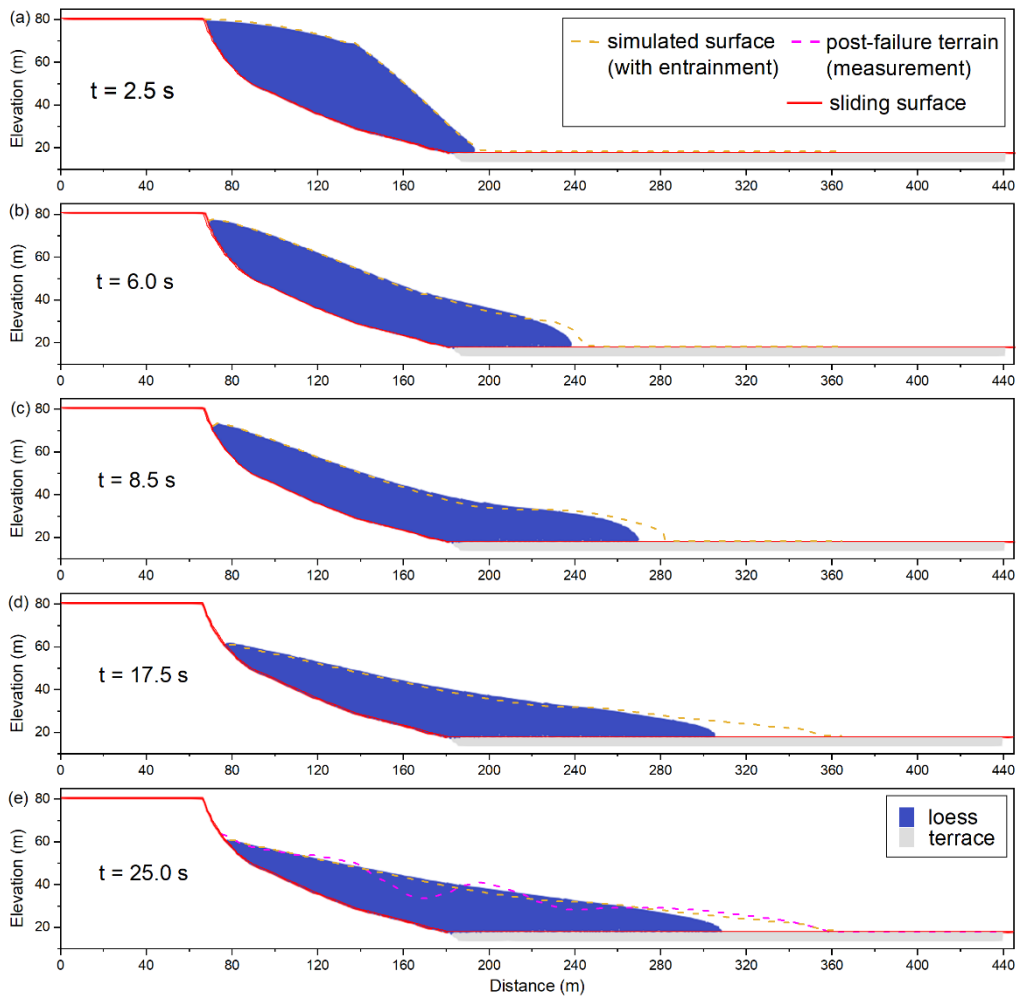 (a)
80
60
40
20
Elevation (m)
t = 2.5 s
simulated surface
(with entrainment)
post-failure terrain
(measurement)
sliding surface
0 40 80 120 160 200 240 280 320 360 400 440
(b)
80
60
40
20
Elevation (m)
t = 6.0 s
0 40 80 120 160 200 240 280 320 360 400 440
(c)
80
60
40
20
Elevation (m)
t = 8.5 s
0 40 80 120 160 200 240 280 320 360 400 440
(d)
80
60
40
20
Elevation (m)
t = 17.5 s
0 40 80 120 160 200 240 280 320 360 400 440
(e)
80
60
40
20
Elevation (m)
t = 25.0 s
loess
terrace
0 40 80 120 160 200 240 280 320 360 400 440
Distance (m)